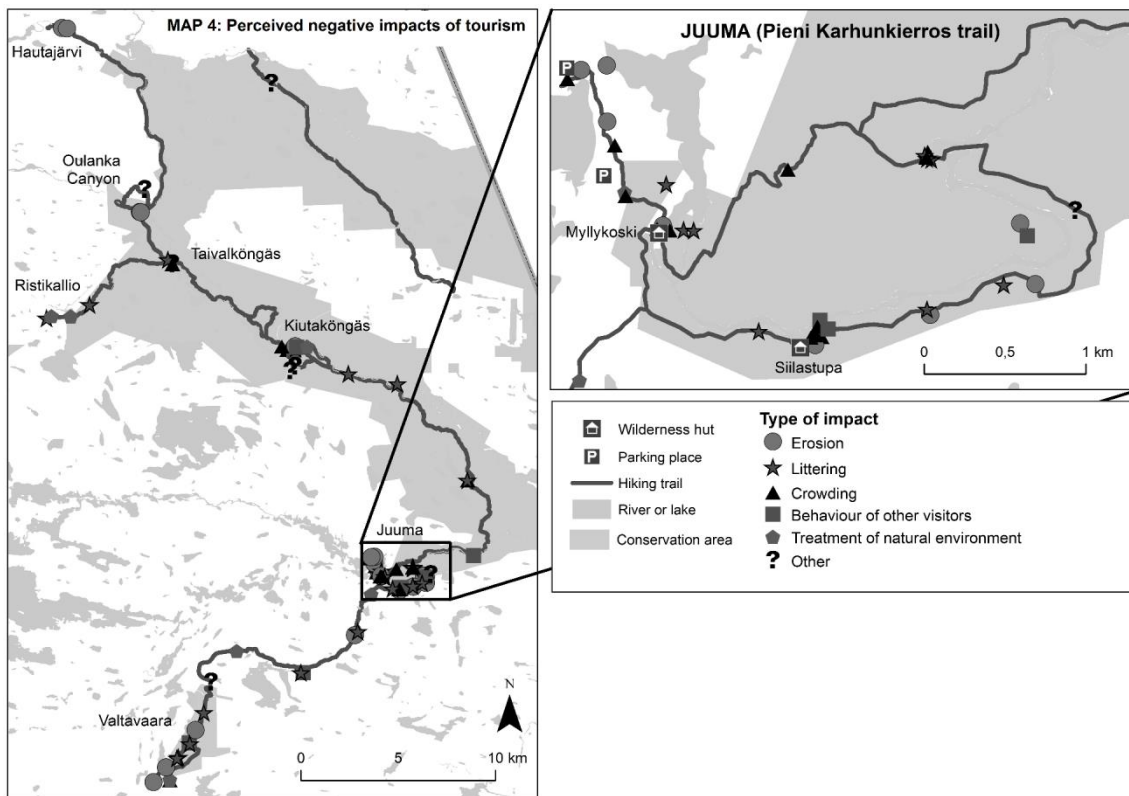 MAP 4: Perceived negative impacts of tourism
Hautajärvi
?
Oulanka
Canyon
?
Taivalköngäs
Ristikallio
Kiutaköngäs
?
Juuma
?
?
Valtavaara
N
0 5 10 km
JUUMA (Pieni Karhunkierros trail)
P
P
Myllykoski
?
Siilastupa
0 0,5 1 km
Type of impact
Wilderness hut
P Parking place
Hiking trail
River or lake
Conservation area
Erosion
Littering
Crowding
Behaviour of other visitors
Treatment of natural environment
? Other